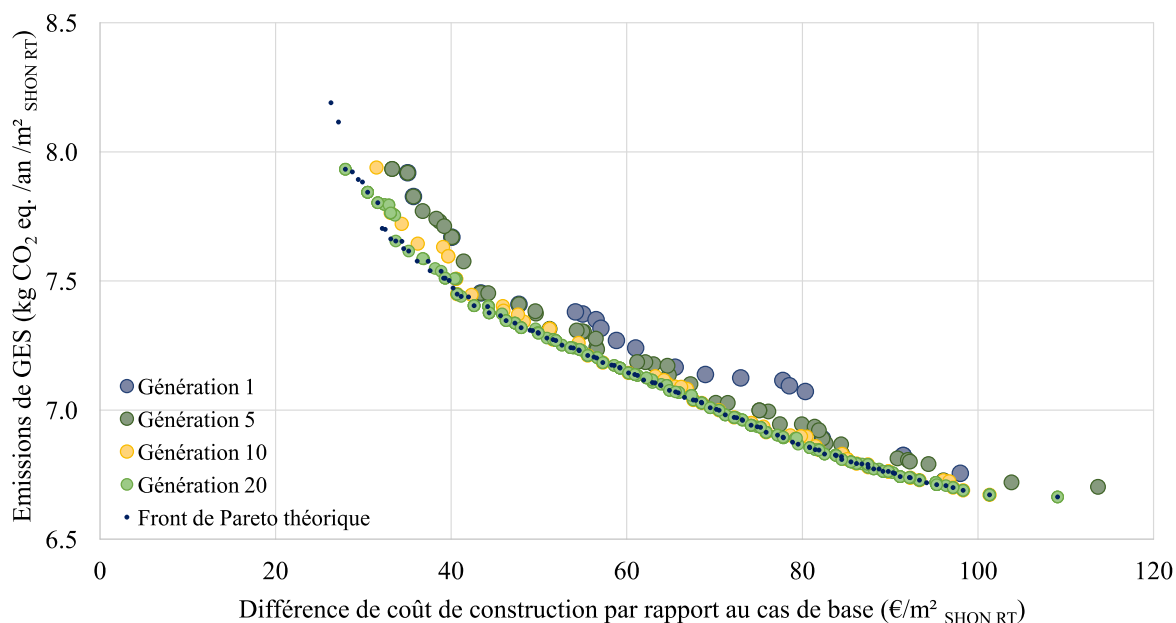 Emissions de GES (kg CO₂ eq. /an /m² SHON RT)
8.5
8.0
7.5
7.0
6.5
Génération 1
Génération 5
Génération 10
Génération 20
Front de Pareto théorique
0 20 40 60 80 100 120
Différence de coût de construction par rapport au cas de base (€/m² SHON RT)